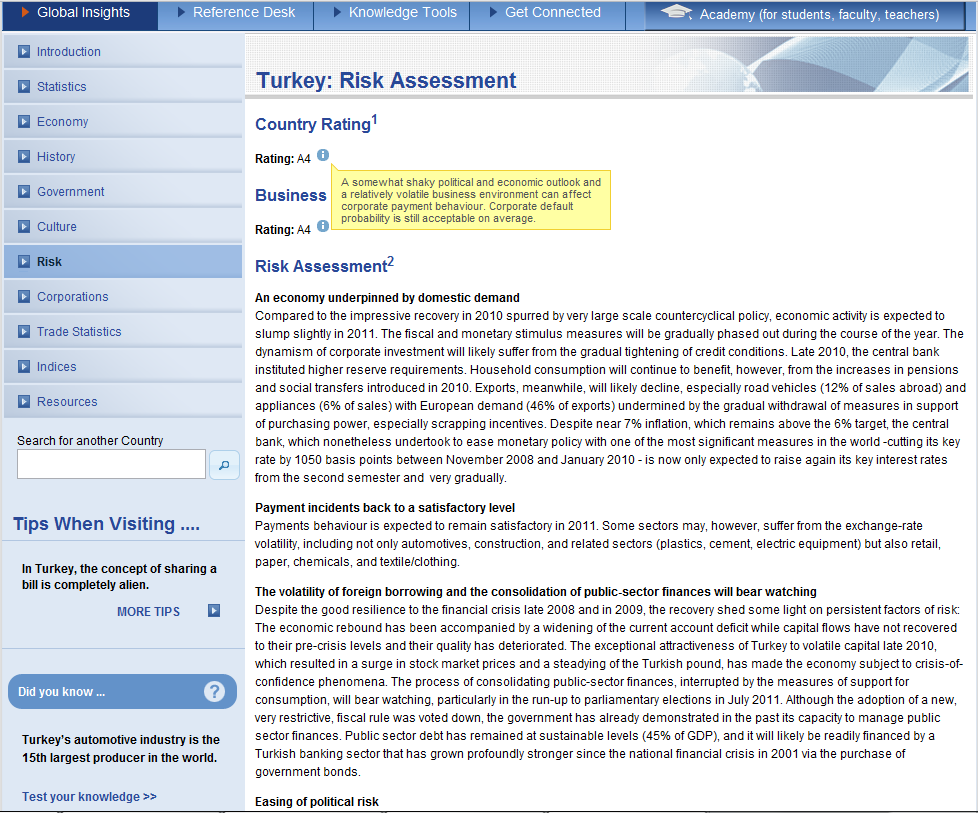 Global Insights
Reference Desk
Knowledge Tools
Get Connected
Academy (for students, faculty, teachers)
Introduction
Statistics
Economy
History
Government
Culture
Risk
Corporations
Trade Statistics
Indices
Resources
Search for another Country
Tips When Visiting ....
In Turkey, the concept of sharing a
bill is completely alien.
MORE TIPS
Did you know ...
?
Turkey's automotive industry is the
15th largest producer in the world.
Test your knowledge >>
Turkey: Risk Assessment
Country Rating1
Rating: A4
A somewhat shaky political and economic outlook and
a relatively volatile business environment can affect
corporate payment behaviour. Corporate default
probability is still acceptable on average.
Business
Rating: A4
Risk Assessment2
An economy underpinned by domestic demand
Compared to the impressive recovery in 2010 spurred by very large scale countercyclical policy, economic activity is expected to
slump slightly in 2011. The fiscal and monetary stimulus measures will be gradually phased out during the course of the year. The
dynamism of corporate investment will likely suffer from the gradual tightening of credit conditions. Late 2010, the central bank
instituted higher reserve requirements. Household consumption will continue to benefit, however, from the increases in pensions
and social transfers introduced in 2010. Exports, meanwhile, will likely decline, especially road vehicles (12% of sales abroad) and
appliances (6% of sales) with European demand (46% of exports) undermined by the gradual withdrawal of measures in support
of purchasing power, especially scrapping incentives. Despite near 7% inflation, which remains above the 6% target, the central
bank, which nonetheless undertook to ease monetary policy with one of the most significant measures in the world -cutting its key
rate by 1050 basis points between November 2008 and January 2010 - is now only expected to raise again its key interest rates
from the second semester and very gradually.
Payment incidents back to a satisfactory level
Payments behaviour is expected to remain satisfactory in 2011. Some sectors may, however, suffer from the exchange-rate
volatility, including not only automotives, construction, and related sectors (plastics, cement, electric equipment) but also retail,
paper, chemicals, and textile/clothing.
The volatility of foreign borrowing and the consolidation of public-sector finances will bear watching
Despite the good resilience to the financial crisis late 2008 and in 2009, the recovery shed some light on persistent factors of risk:
The economic rebound has been accompanied by a widening of the current account deficit while capital flows have not recovered
to their pre-crisis levels and their quality has deteriorated. The exceptional attractiveness of Turkey to volatile capital late 2010,
which resulted in a surge in stock market prices and a steadying of the Turkish pound, has made the economy subject to crisis-of-
confidence phenomena. The process of consolidating public-sector finances, interrupted by the measures of support for
consumption, will bear watching, particularly in the run-up to parliamentary elections in July 2011. Although the adoption of a new,
very restrictive, fiscal rule was voted down, the government has already demonstrated in the past its capacity to manage public
sector finances. Public sector debt has remained at sustainable levels (45% of GDP), and it will likely be readily financed by a
Turkish banking sector that has grown profoundly stronger since the national financial crisis in 2001 via the purchase of
government bonds.
Easing of political risk